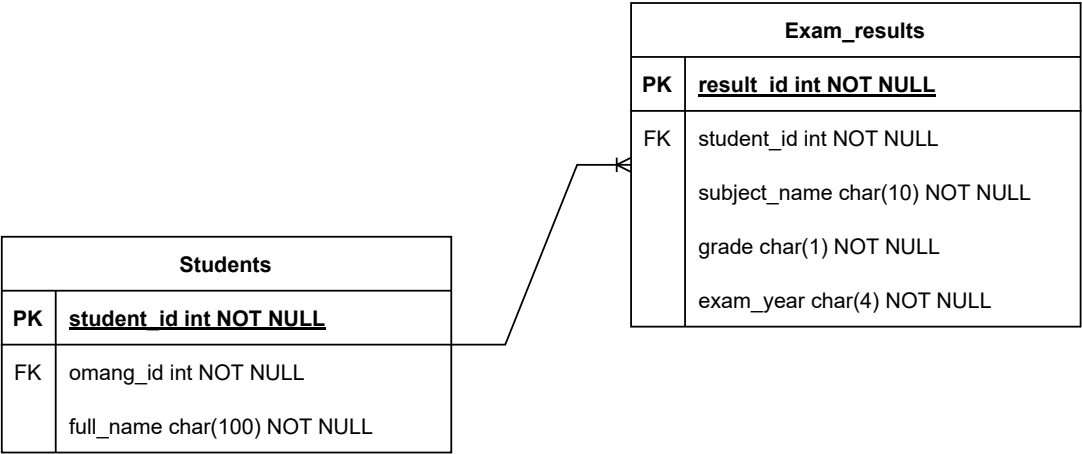 Exam_results
PK result_id int NOT NULL
FK student_id int NOT NULL
subject_name char(10) NOT NULL
grade char(1) NOT NULL
exam_year char(4) NOT NULL
Students
PK student_id int NOT NULL
FK omang_id int NOT NULL
full_name char(100) NOT NULL